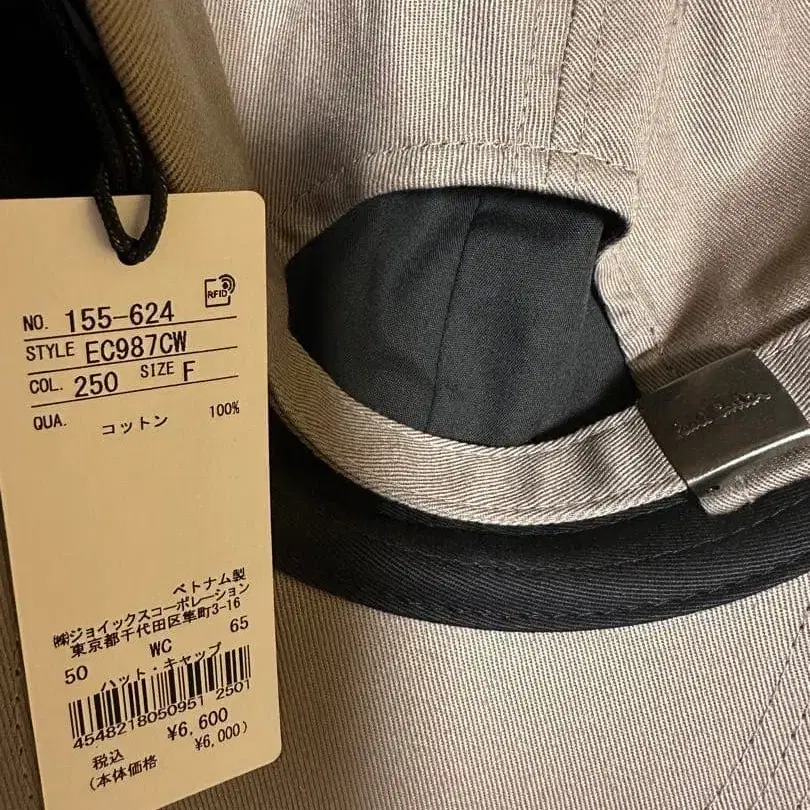 RFID
NO. 155-624
STYLE EC987CW
COL. 250 SIZE F
QUA. コットン 100%
ベトナム製
㈱ジョイックスコーポレーション
東京都千代田区隼町3-16
50 WC 65
ハット・キャップ
2501
4548218050951
税込 ¥6,600
(本体価格 ¥6,000)
Paul Smith